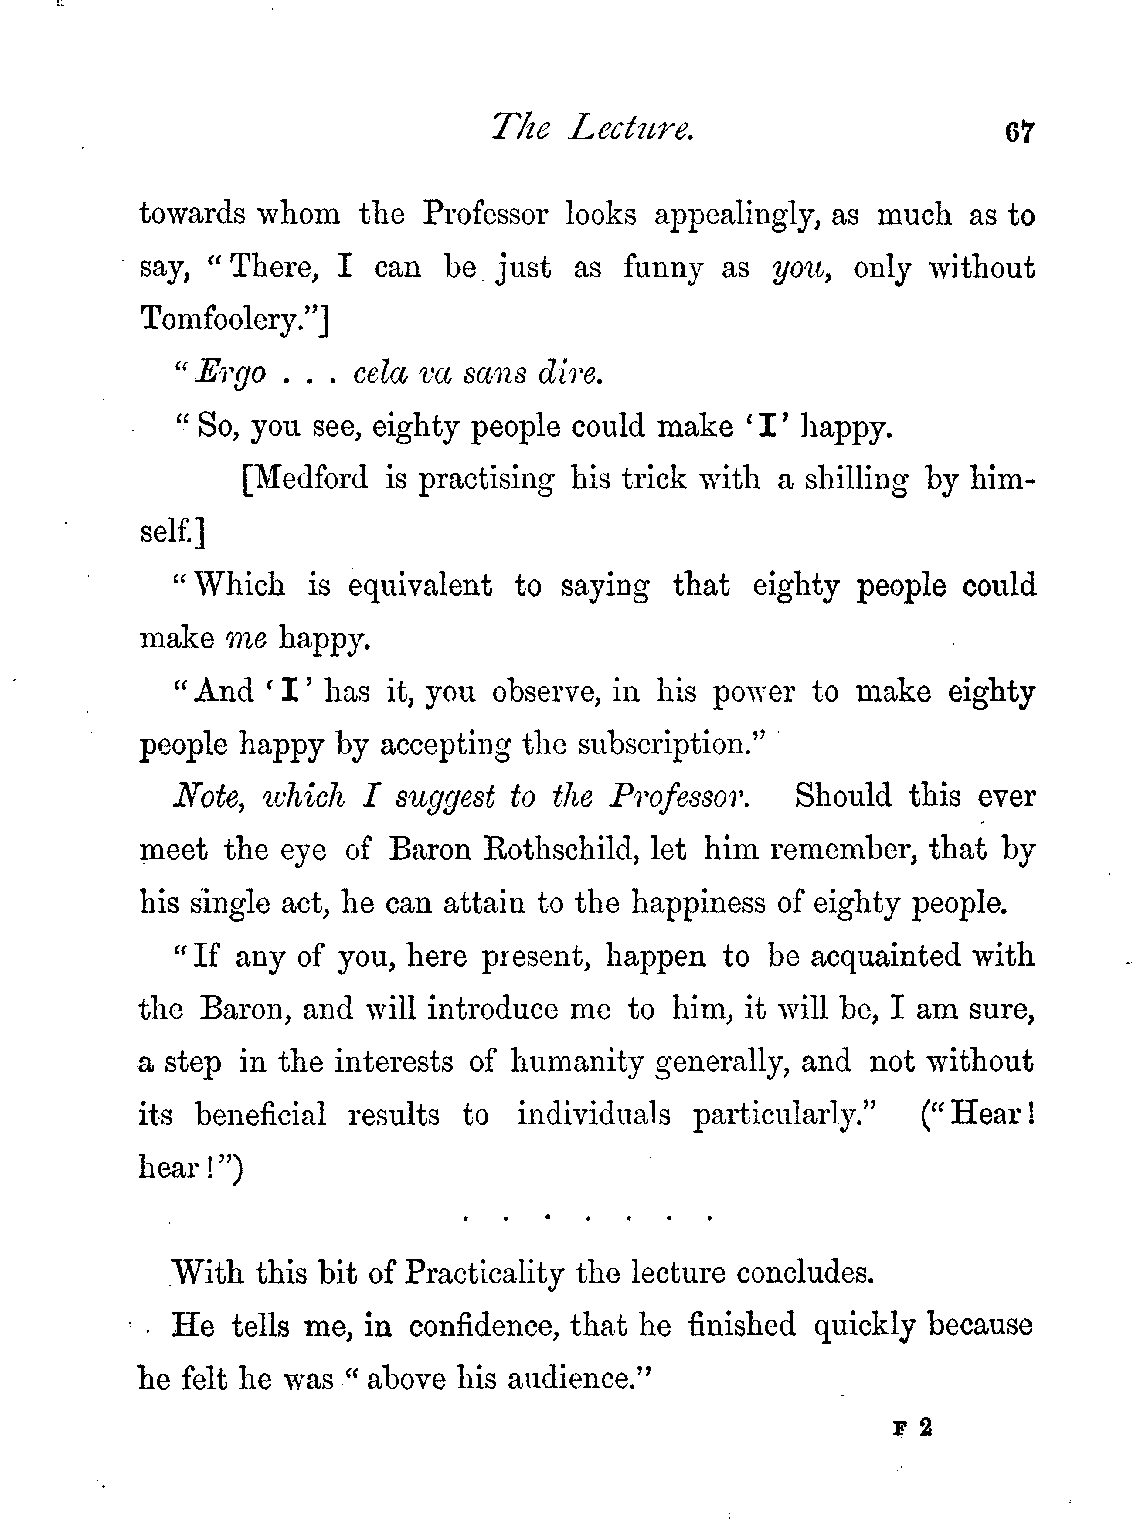 The Lecture. 67
towards whom the Professor looks appealingly, as much as to
say, “ There, I can be just as funny as you, only without
Tomfoolery.”]
“ Ergo . . . cela va sans dire.
“ So, you see, eighty people could make ‘ I ’ happy.
[Medford is practising his trick with a shilling by him-
self.]
“ Which is equivalent to saying that eighty people could
make me happy.
“ And ‘ I ’ has it, you observe, in his power to make eighty
people happy by accepting the subscription.”
Note, which I suggest to the Professor. Should this ever
meet the eye of Baron Rothschild, let him remember, that by
his single act, he can attain to the happiness of eighty people.
“ If any of you, here present, happen to be acquainted with
the Baron, and will introduce me to him, it will be, I am sure,
a step in the interests of humanity generally, and not without
its beneficial results to individuals particularly.” (“ Hear !
hear ! ”)
. . . . . . .
With this bit of Practicality the lecture concludes.
He tells me, in confidence, that he finished quickly because
he felt he was “ above his audience.”
F 2